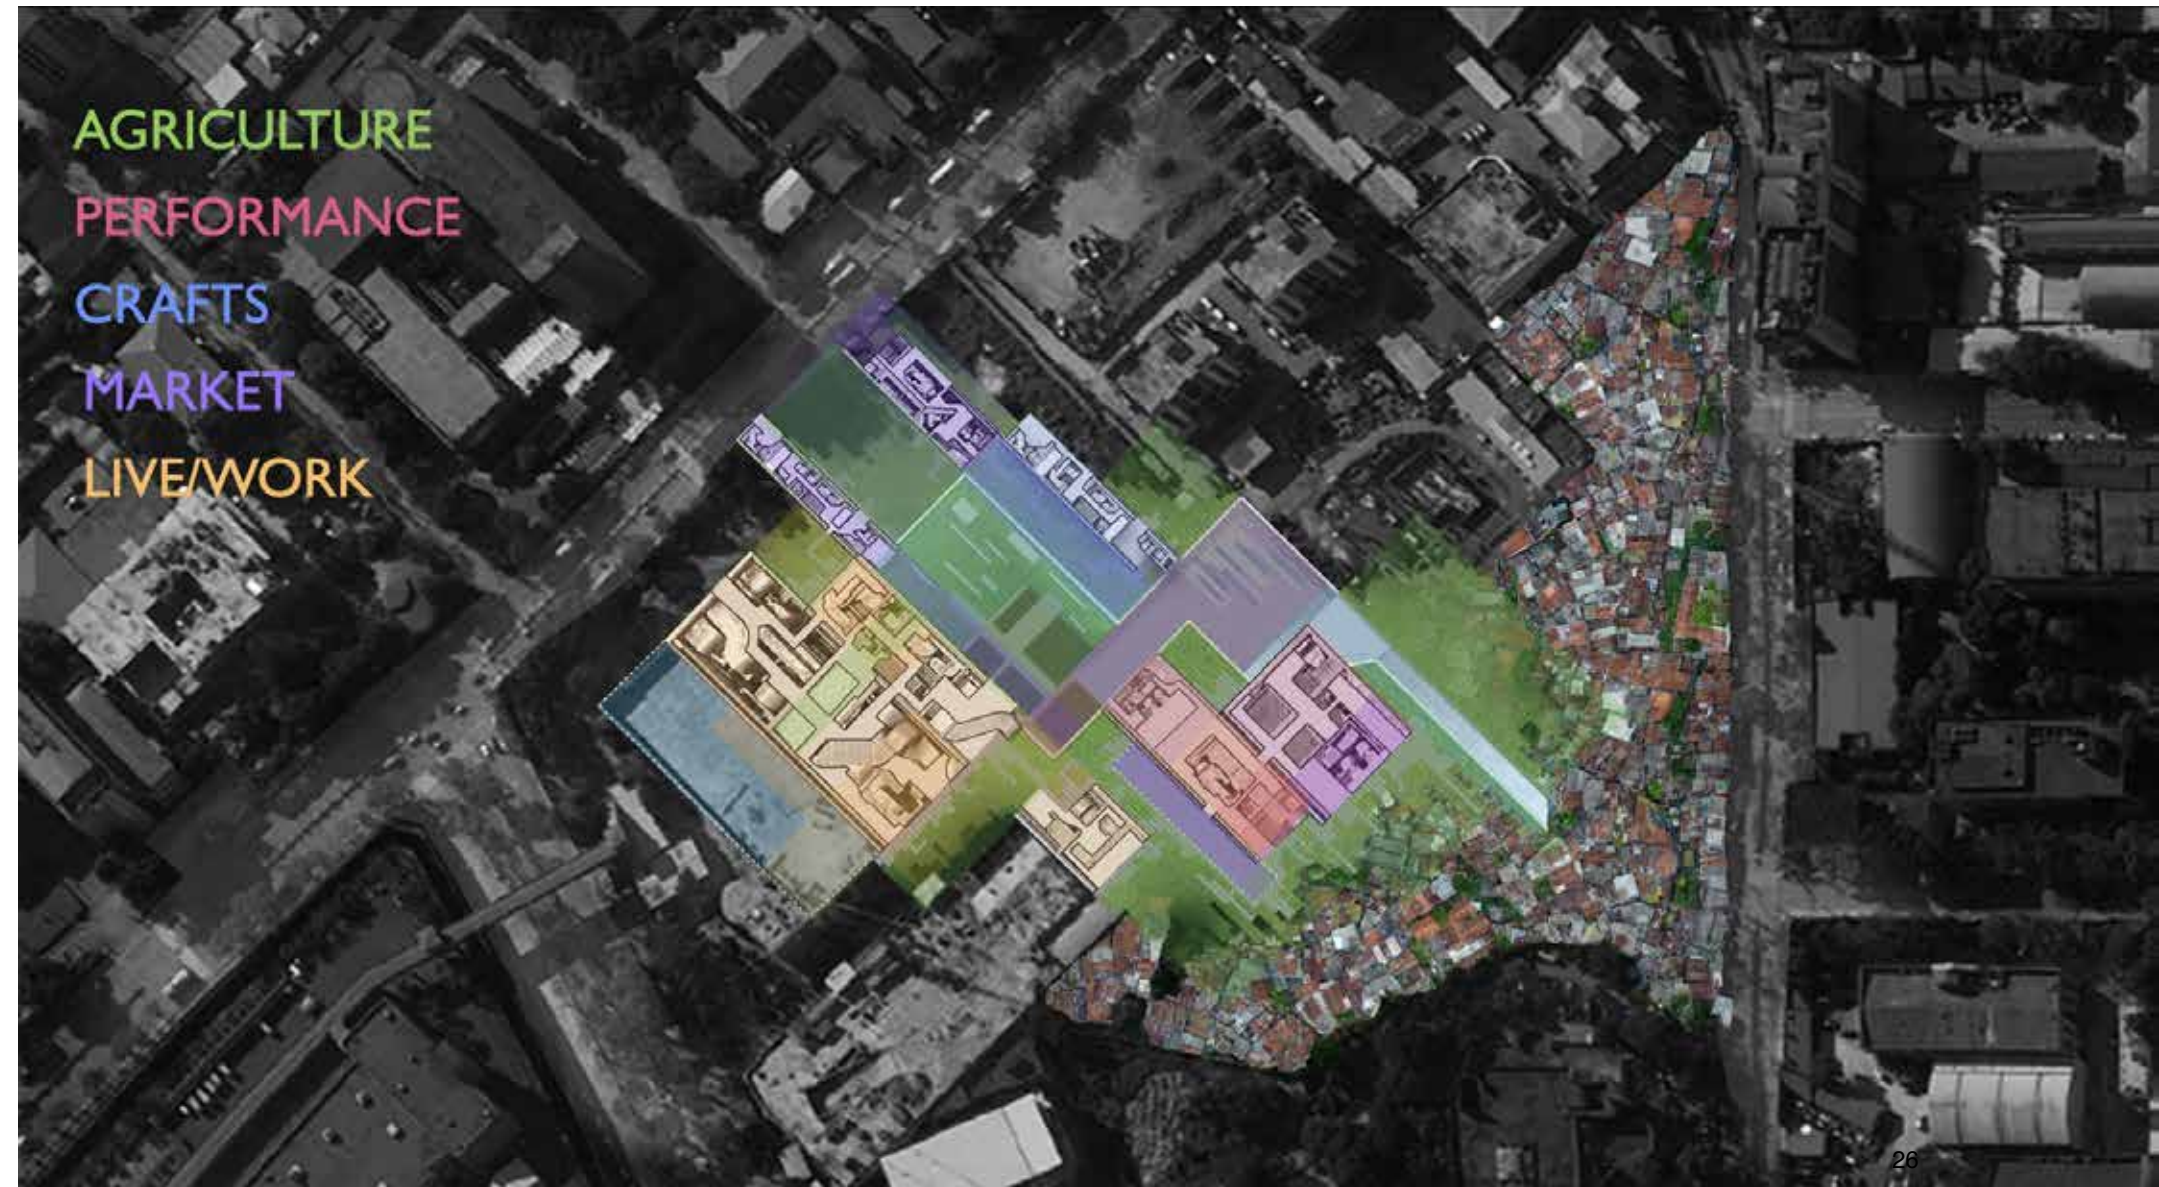 AGRICULTURE
PERFORMANCE
CRAFTS
MARKET
LIVE/WORK
26